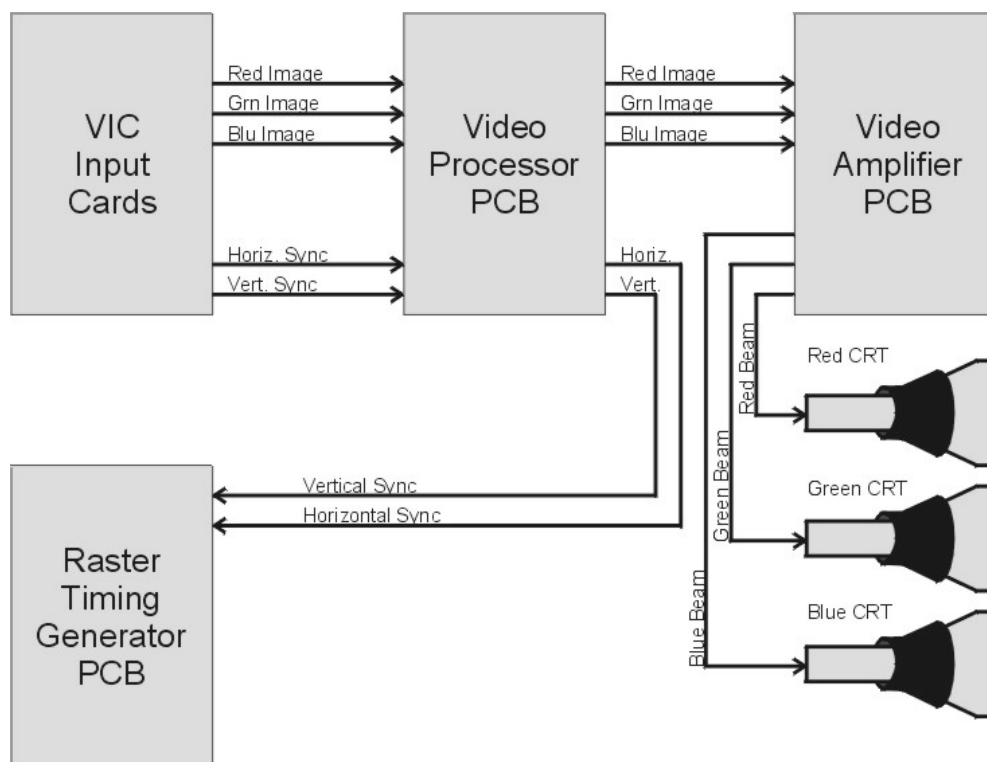 VIC
Input
Cards
Red Image
Grn Image
Blu Image
Horiz. Sync
Vert. Sync
Video
Processor
PCB
Red Image
Grn Image
Blu Image
Horiz.
Vert.
Video
Amplifier
PCB
Red Beam
Green Beam
Blue Beam
Red CRT
Green CRT
Blue CRT
Vertical Sync
Horizontal Sync
Raster
Timing
Generator
PCB